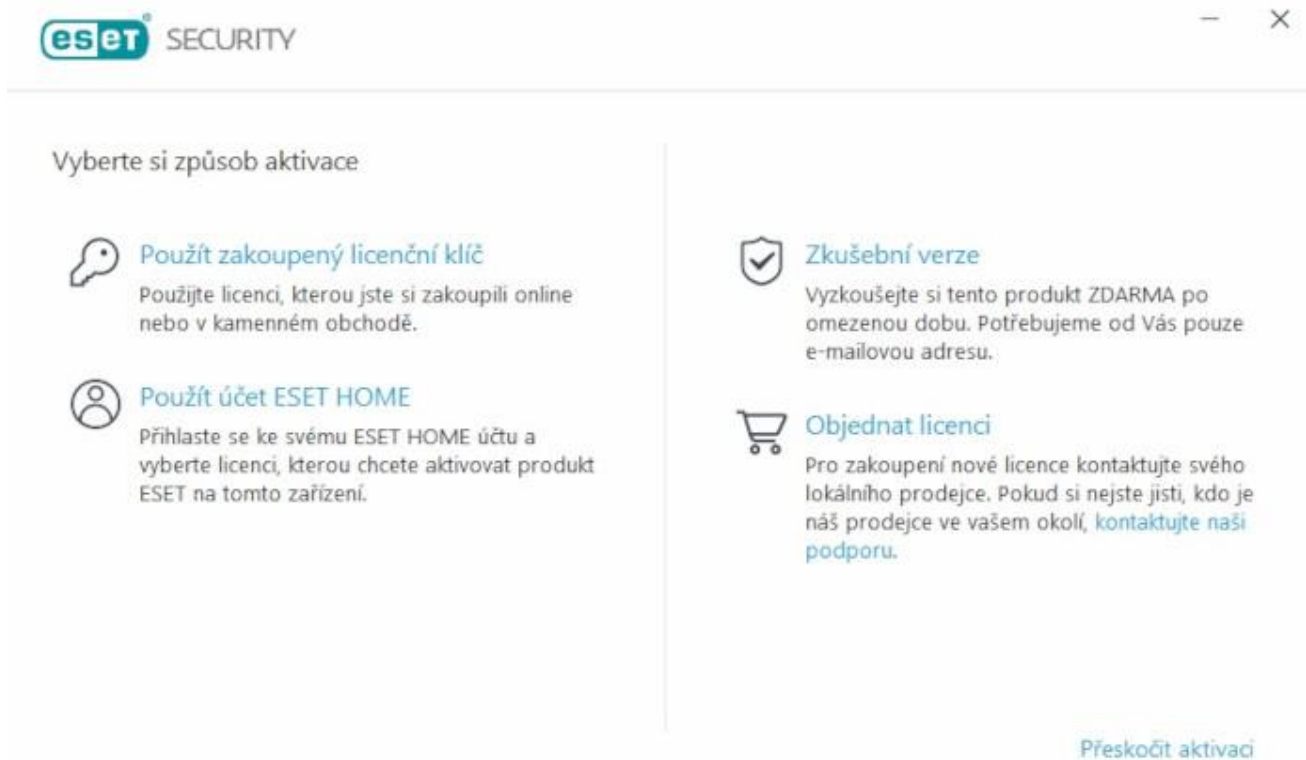 eset® SECURITY
Vyberte si způsob aktivace
Použít zakoupený licenční klíč
Použijte licenci, kterou jste si zakoupili online
nebo v kamenném obchodě.
Použít účet ESET HOME
Přihlaste se ke svému ESET HOME účtu a
vyberte licenci, kterou chcete aktivovat produkt
ESET na tomto zařízení.
Zkušební verze
Vyzkoušejte si tento produkt ZDARMA po
omezenou dobu. Potřebujeme od Vás pouze
e-mailovou adresu.
Objednat licenci
Pro zakoupení nové licence kontaktujte svého
lokálního prodejce. Pokud si nejste jisti, kdo je
náš prodejce ve vašem okolí, kontaktujte naši
podporu.
Přeskočit aktivaci